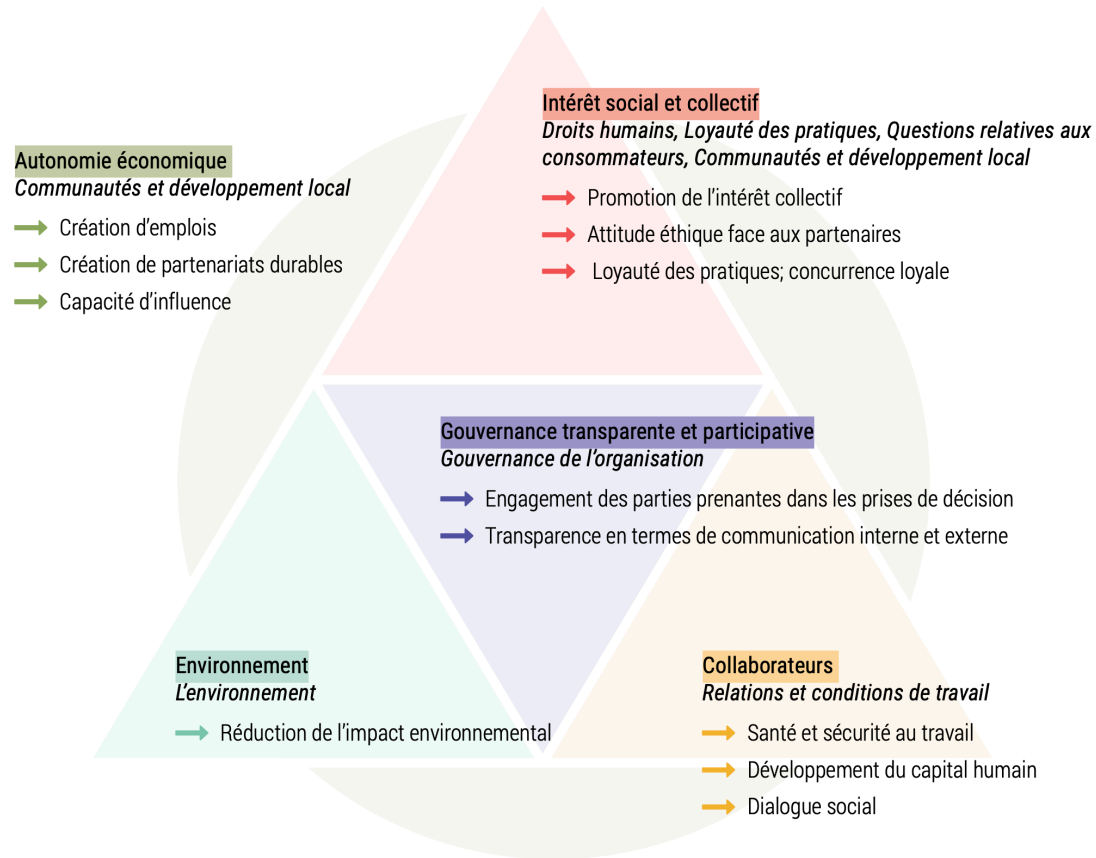 Intérêt social et collectif
Droits humains, Loyauté des pratiques, Questions relatives aux
consommateurs, Communautés et développement local
Promotion de l’intérêt collectif
Attitude éthique face aux partenaires
Loyauté des pratiques; concurrence loyale
Autonomie économique
Communautés et développement local
Création d’emplois
Création de partenariats durables
Capacité d’influence
Gouvernance transparente et participative
Gouvernance de l’organisation
Engagement des parties prenantes dans les prises de décision
Transparence en termes de communication interne et externe
Environnement
L’environnement
Réduction de l’impact environnemental
Collaborateurs
Relations et conditions de travail
Santé et sécurité au travail
Développement du capital humain
Dialogue social